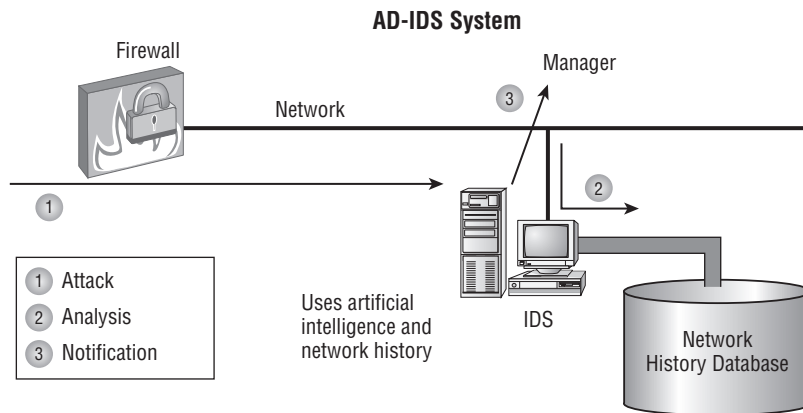 AD-IDS System
Firewall
Manager
3
Network
2
1
1 Attack
2 Analysis
3 Notification
Uses artificial
intelligence and
network history
IDS
Network
History Database